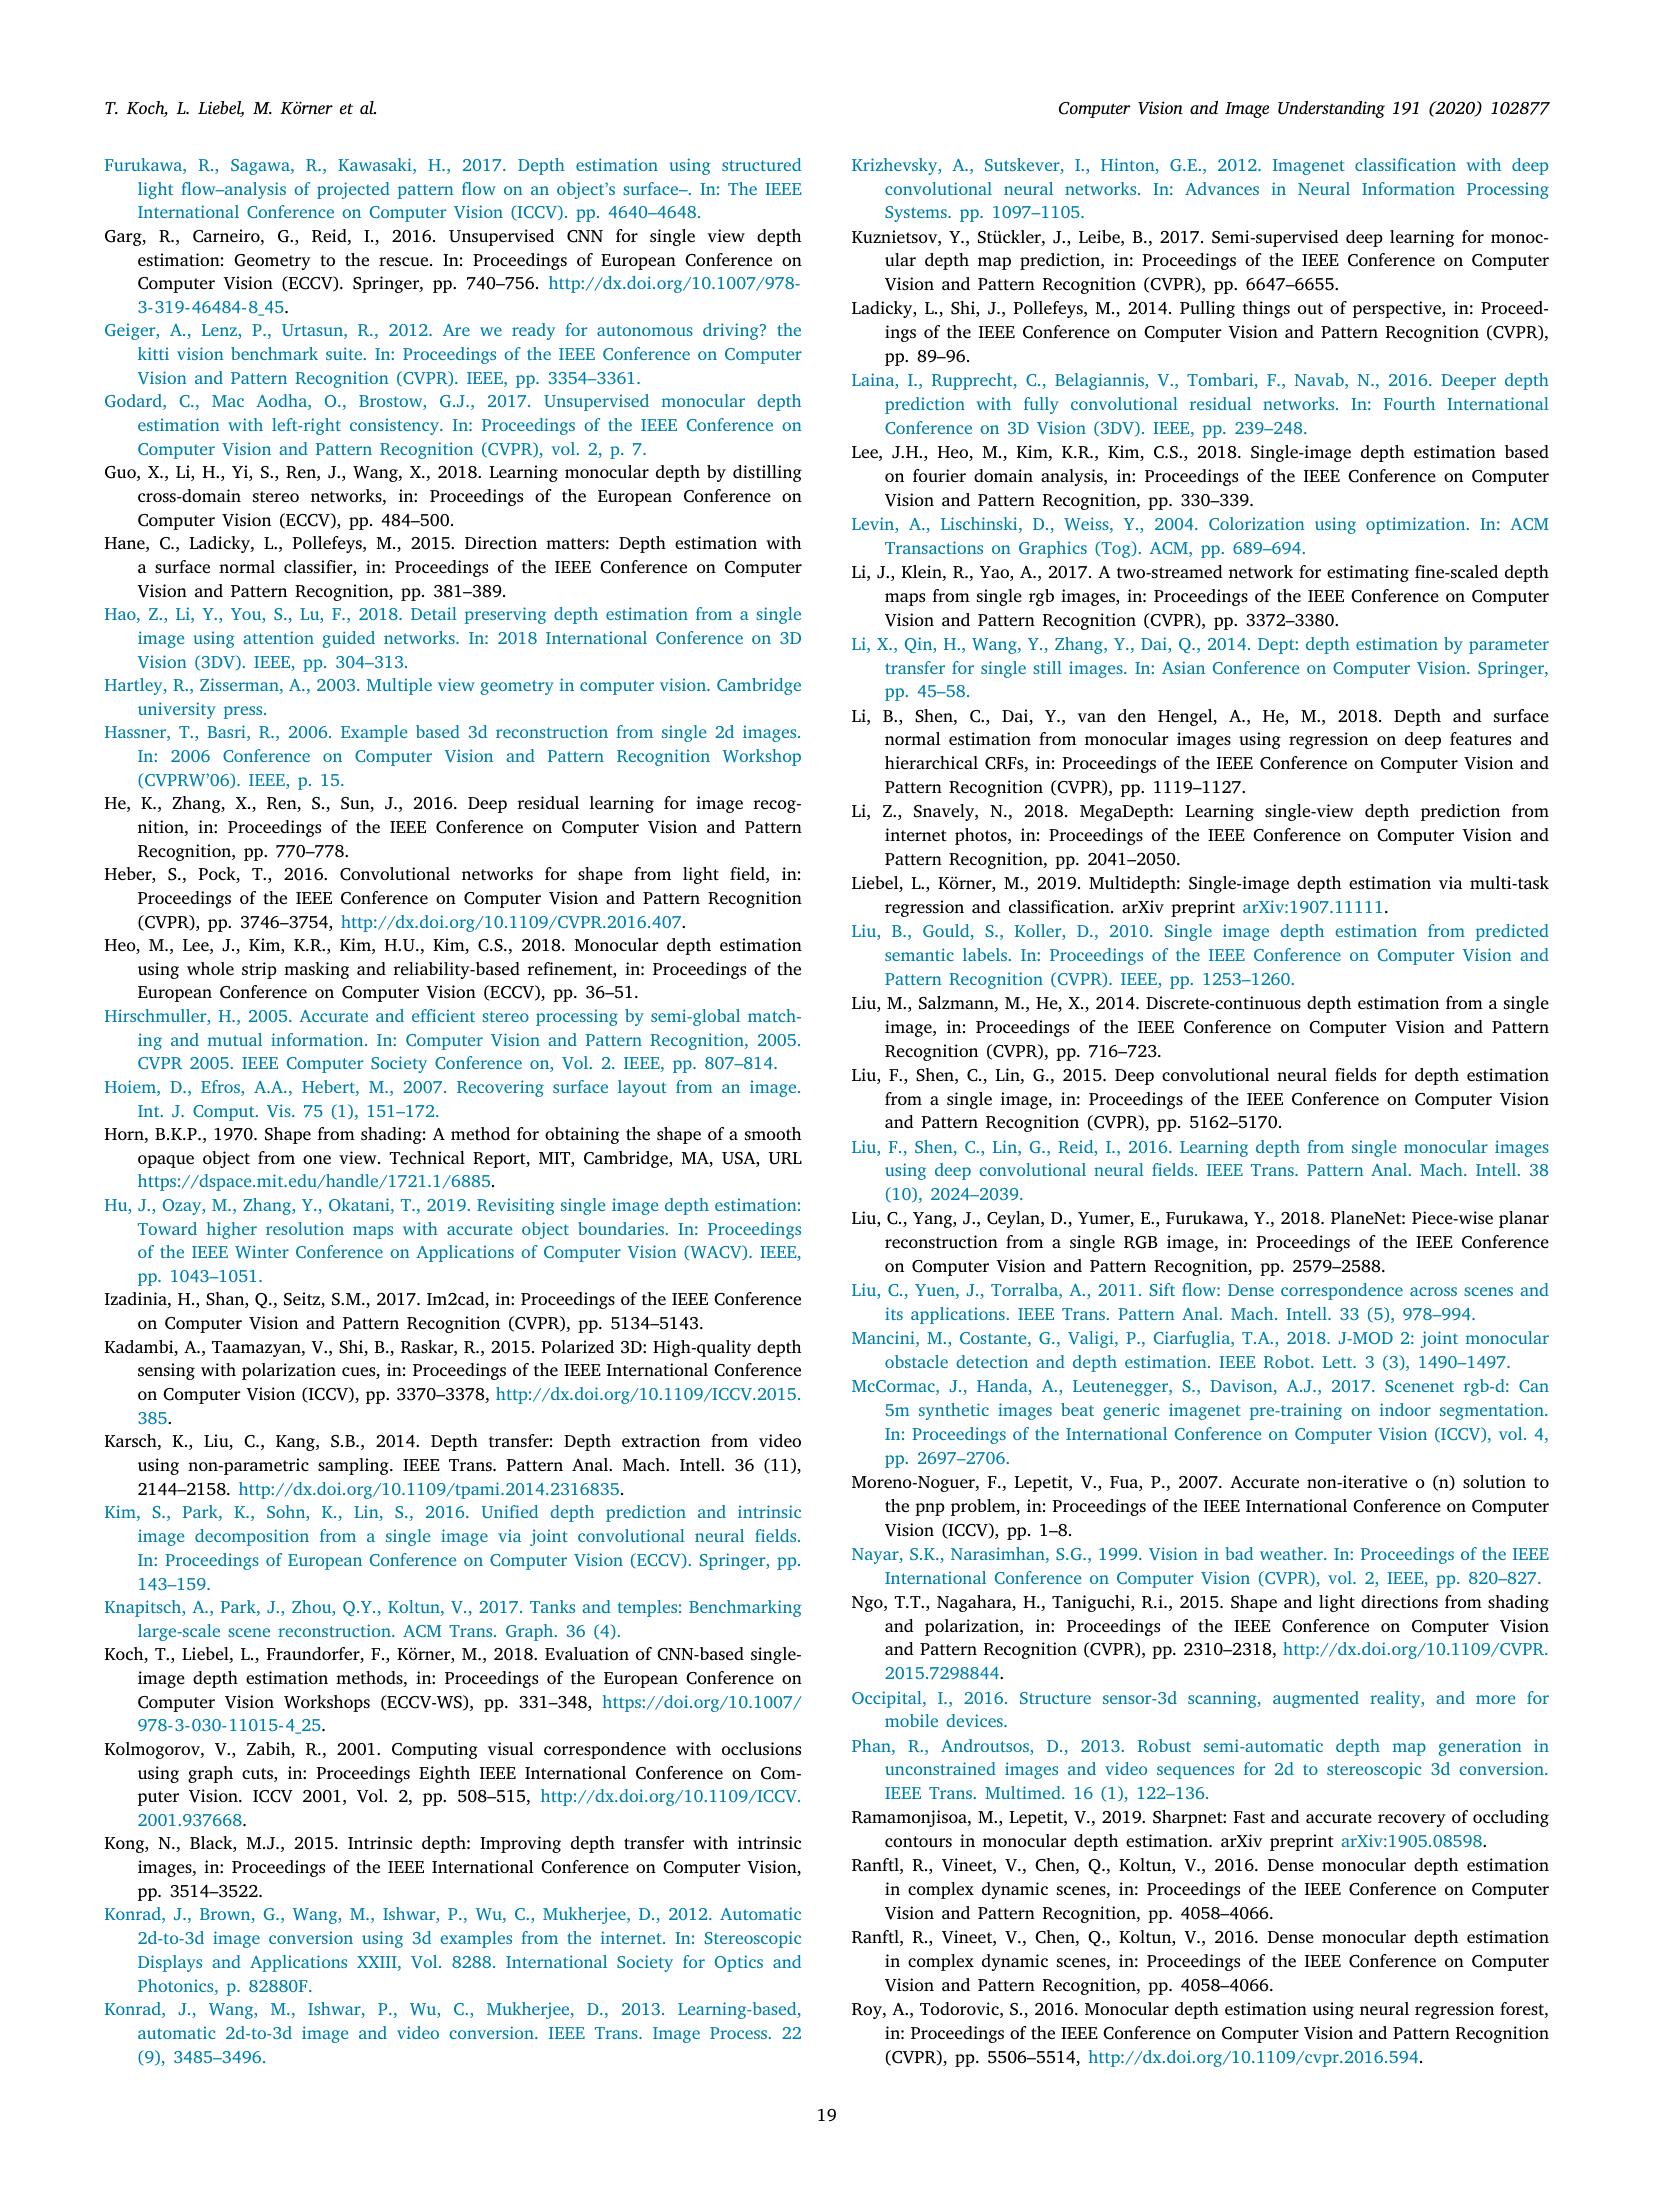 T. Koch, L. Liebel, M. Körner et al.
Computer Vision and Image Understanding 191 (2020) 102877
Furukawa, R., Sagawa, R., Kawasaki, H., 2017. Depth estimation using structured
light flow–analysis of projected pattern flow on an object’s surface–. In: The IEEE
International Conference on Computer Vision (ICCV). pp. 4640–4648.
Garg, R., Carneiro, G., Reid, I., 2016. Unsupervised CNN for single view depth
estimation: Geometry to the rescue. In: Proceedings of European Conference on
Computer Vision (ECCV). Springer, pp. 740–756. http://dx.doi.org/10.1007/978-
3-319-46484-8_45.
Geiger, A., Lenz, P., Urtasun, R., 2012. Are we ready for autonomous driving? the
kitti vision benchmark suite. In: Proceedings of the IEEE Conference on Computer
Vision and Pattern Recognition (CVPR). IEEE, pp. 3354–3361.
Godard, C., Mac Aodha, O., Brostow, G.J., 2017. Unsupervised monocular depth
estimation with left-right consistency. In: Proceedings of the IEEE Conference on
Computer Vision and Pattern Recognition (CVPR), vol. 2, p. 7.
Guo, X., Li, H., Yi, S., Ren, J., Wang, X., 2018. Learning monocular depth by distilling
cross-domain stereo networks, in: Proceedings of the European Conference on
Computer Vision (ECCV), pp. 484–500.
Hane, C., Ladicky, L., Pollefeys, M., 2015. Direction matters: Depth estimation with
a surface normal classifier, in: Proceedings of the IEEE Conference on Computer
Vision and Pattern Recognition, pp. 381–389.
Hao, Z., Li, Y., You, S., Lu, F., 2018. Detail preserving depth estimation from a single
image using attention guided networks. In: 2018 International Conference on 3D
Vision (3DV). IEEE, pp. 304–313.
Hartley, R., Zisserman, A., 2003. Multiple view geometry in computer vision. Cambridge
university press.
Hassner, T., Basri, R., 2006. Example based 3d reconstruction from single 2d images.
In: 2006 Conference on Computer Vision and Pattern Recognition Workshop
(CVPRW’06). IEEE, p. 15.
He, K., Zhang, X., Ren, S., Sun, J., 2016. Deep residual learning for image recog-
nition, in: Proceedings of the IEEE Conference on Computer Vision and Pattern
Recognition, pp. 770–778.
Heber, S., Pock, T., 2016. Convolutional networks for shape from light field, in:
Proceedings of the IEEE Conference on Computer Vision and Pattern Recognition
(CVPR), pp. 3746–3754, http://dx.doi.org/10.1109/CVPR.2016.407.
Heo, M., Lee, J., Kim, K.R., Kim, H.U., Kim, C.S., 2018. Monocular depth estimation
using whole strip masking and reliability-based refinement, in: Proceedings of the
European Conference on Computer Vision (ECCV), pp. 36–51.
Hirschmuller, H., 2005. Accurate and efficient stereo processing by semi-global match-
ing and mutual information. In: Computer Vision and Pattern Recognition, 2005.
CVPR 2005. IEEE Computer Society Conference on, Vol. 2. IEEE, pp. 807–814.
Hoiem, D., Efros, A.A., Hebert, M., 2007. Recovering surface layout from an image.
Int. J. Comput. Vis. 75 (1), 151–172.
Horn, B.K.P., 1970. Shape from shading: A method for obtaining the shape of a smooth
opaque object from one view. Technical Report, MIT, Cambridge, MA, USA, URL
https://dspace.mit.edu/handle/1721.1/6885.
Hu, J., Ozay, M., Zhang, Y., Okatani, T., 2019. Revisiting single image depth estimation:
Toward higher resolution maps with accurate object boundaries. In: Proceedings
of the IEEE Winter Conference on Applications of Computer Vision (WACV). IEEE,
pp. 1043–1051.
Izadinia, H., Shan, Q., Seitz, S.M., 2017. Im2cad, in: Proceedings of the IEEE Conference
on Computer Vision and Pattern Recognition (CVPR), pp. 5134–5143.
Kadambi, A., Taamazyan, V., Shi, B., Raskar, R., 2015. Polarized 3D: High-quality depth
sensing with polarization cues, in: Proceedings of the IEEE International Conference
on Computer Vision (ICCV), pp. 3370–3378, http://dx.doi.org/10.1109/ICCV.2015.
385.
Karsch, K., Liu, C., Kang, S.B., 2014. Depth transfer: Depth extraction from video
using non-parametric sampling. IEEE Trans. Pattern Anal. Mach. Intell. 36 (11),
2144–2158. http://dx.doi.org/10.1109/tpami.2014.2316835.
Kim, S., Park, K., Sohn, K., Lin, S., 2016. Unified depth prediction and intrinsic
image decomposition from a single image via joint convolutional neural fields.
In: Proceedings of European Conference on Computer Vision (ECCV). Springer, pp.
143–159.
Knapitsch, A., Park, J., Zhou, Q.Y., Koltun, V., 2017. Tanks and temples: Benchmarking
large-scale scene reconstruction. ACM Trans. Graph. 36 (4).
Koch, T., Liebel, L., Fraundorfer, F., Körner, M., 2018. Evaluation of CNN-based single-
image depth estimation methods, in: Proceedings of the European Conference on
Computer Vision Workshops (ECCV-WS), pp. 331–348, https://doi.org/10.1007/
978-3-030-11015-4_25.
Kolmogorov, V., Zabih, R., 2001. Computing visual correspondence with occlusions
using graph cuts, in: Proceedings Eighth IEEE International Conference on Com-
puter Vision. ICCV 2001, Vol. 2, pp. 508–515, http://dx.doi.org/10.1109/ICCV.
2001.937668.
Kong, N., Black, M.J., 2015. Intrinsic depth: Improving depth transfer with intrinsic
images, in: Proceedings of the IEEE International Conference on Computer Vision,
pp. 3514–3522.
Konrad, J., Brown, G., Wang, M., Ishwar, P., Wu, C., Mukherjee, D., 2012. Automatic
2d-to-3d image conversion using 3d examples from the internet. In: Stereoscopic
Displays and Applications XXIII, Vol. 8288. International Society for Optics and
Photonics, p. 82880F.
Konrad, J., Wang, M., Ishwar, P., Wu, C., Mukherjee, D., 2013. Learning-based,
automatic 2d-to-3d image and video conversion. IEEE Trans. Image Process. 22
(9), 3485–3496.
Krizhevsky, A., Sutskever, I., Hinton, G.E., 2012. Imagenet classification with deep
convolutional neural networks. In: Advances in Neural Information Processing
Systems. pp. 1097–1105.
Kuznietsov, Y., Stückler, J., Leibe, B., 2017. Semi-supervised deep learning for monoc-
ular depth map prediction, in: Proceedings of the IEEE Conference on Computer
Vision and Pattern Recognition (CVPR), pp. 6647–6655.
Ladicky, L., Shi, J., Pollefeys, M., 2014. Pulling things out of perspective, in: Proceed-
ings of the IEEE Conference on Computer Vision and Pattern Recognition (CVPR),
pp. 89–96.
Laina, I., Rupprecht, C., Belagiannis, V., Tombari, F., Navab, N., 2016. Deeper depth
prediction with fully convolutional residual networks. In: Fourth International
Conference on 3D Vision (3DV). IEEE, pp. 239–248.
Lee, J.H., Heo, M., Kim, K.R., Kim, C.S., 2018. Single-image depth estimation based
on fourier domain analysis, in: Proceedings of the IEEE Conference on Computer
Vision and Pattern Recognition, pp. 330–339.
Levin, A., Lischinski, D., Weiss, Y., 2004. Colorization using optimization. In: ACM
Transactions on Graphics (Tog). ACM, pp. 689–694.
Li, J., Klein, R., Yao, A., 2017. A two-streamed network for estimating fine-scaled depth
maps from single rgb images, in: Proceedings of the IEEE Conference on Computer
Vision and Pattern Recognition (CVPR), pp. 3372–3380.
Li, X., Qin, H., Wang, Y., Zhang, Y., Dai, Q., 2014. Dept: depth estimation by parameter
transfer for single still images. In: Asian Conference on Computer Vision. Springer,
pp. 45–58.
Li, B., Shen, C., Dai, Y., van den Hengel, A., He, M., 2018. Depth and surface
normal estimation from monocular images using regression on deep features and
hierarchical CRFs, in: Proceedings of the IEEE Conference on Computer Vision and
Pattern Recognition (CVPR), pp. 1119–1127.
Li, Z., Snavely, N., 2018. MegaDepth: Learning single-view depth prediction from
internet photos, in: Proceedings of the IEEE Conference on Computer Vision and
Pattern Recognition, pp. 2041–2050.
Liebel, L., Körner, M., 2019. Multidepth: Single-image depth estimation via multi-task
regression and classification. arXiv preprint arXiv:1907.11111.
Liu, B., Gould, S., Koller, D., 2010. Single image depth estimation from predicted
semantic labels. In: Proceedings of the IEEE Conference on Computer Vision and
Pattern Recognition (CVPR). IEEE, pp. 1253–1260.
Liu, M., Salzmann, M., He, X., 2014. Discrete-continuous depth estimation from a single
image, in: Proceedings of the IEEE Conference on Computer Vision and Pattern
Recognition (CVPR), pp. 716–723.
Liu, F., Shen, C., Lin, G., 2015. Deep convolutional neural fields for depth estimation
from a single image, in: Proceedings of the IEEE Conference on Computer Vision
and Pattern Recognition (CVPR), pp. 5162–5170.
Liu, F., Shen, C., Lin, G., Reid, I., 2016. Learning depth from single monocular images
using deep convolutional neural fields. IEEE Trans. Pattern Anal. Mach. Intell. 38
(10), 2024–2039.
Liu, C., Yang, J., Ceylan, D., Yumer, E., Furukawa, Y., 2018. PlaneNet: Piece-wise planar
reconstruction from a single RGB image, in: Proceedings of the IEEE Conference
on Computer Vision and Pattern Recognition, pp. 2579–2588.
Liu, C., Yuen, J., Torralba, A., 2011. Sift flow: Dense correspondence across scenes and
its applications. IEEE Trans. Pattern Anal. Mach. Intell. 33 (5), 978–994.
Mancini, M., Costante, G., Valigi, P., Ciarfuglia, T.A., 2018. J-MOD 2: joint monocular
obstacle detection and depth estimation. IEEE Robot. Lett. 3 (3), 1490–1497.
McCormac, J., Handa, A., Leutenegger, S., Davison, A.J., 2017. Scenenet rgb-d: Can
5m synthetic images beat generic imagenet pre-training on indoor segmentation.
In: Proceedings of the International Conference on Computer Vision (ICCV), vol. 4,
pp. 2697–2706.
Moreno-Noguer, F., Lepetit, V., Fua, P., 2007. Accurate non-iterative o (n) solution to
the pnp problem, in: Proceedings of the IEEE International Conference on Computer
Vision (ICCV), pp. 1–8.
Nayar, S.K., Narasimhan, S.G., 1999. Vision in bad weather. In: Proceedings of the IEEE
International Conference on Computer Vision (CVPR), vol. 2, IEEE, pp. 820–827.
Ngo, T.T., Nagahara, H., Taniguchi, R.i., 2015. Shape and light directions from shading
and polarization, in: Proceedings of the IEEE Conference on Computer Vision
and Pattern Recognition (CVPR), pp. 2310–2318, http://dx.doi.org/10.1109/CVPR.
2015.7298844.
Occipital, I., 2016. Structure sensor-3d scanning, augmented reality, and more for
mobile devices.
Phan, R., Androutsos, D., 2013. Robust semi-automatic depth map generation in
unconstrained images and video sequences for 2d to stereoscopic 3d conversion.
IEEE Trans. Multimed. 16 (1), 122–136.
Ramamonjisoa, M., Lepetit, V., 2019. Sharpnet: Fast and accurate recovery of occluding
contours in monocular depth estimation. arXiv preprint arXiv:1905.08598.
Ranftl, R., Vineet, V., Chen, Q., Koltun, V., 2016. Dense monocular depth estimation
in complex dynamic scenes, in: Proceedings of the IEEE Conference on Computer
Vision and Pattern Recognition, pp. 4058–4066.
Ranftl, R., Vineet, V., Chen, Q., Koltun, V., 2016. Dense monocular depth estimation
in complex dynamic scenes, in: Proceedings of the IEEE Conference on Computer
Vision and Pattern Recognition, pp. 4058–4066.
Roy, A., Todorovic, S., 2016. Monocular depth estimation using neural regression forest,
in: Proceedings of the IEEE Conference on Computer Vision and Pattern Recognition
(CVPR), pp. 5506–5514, http://dx.doi.org/10.1109/cvpr.2016.594.
19